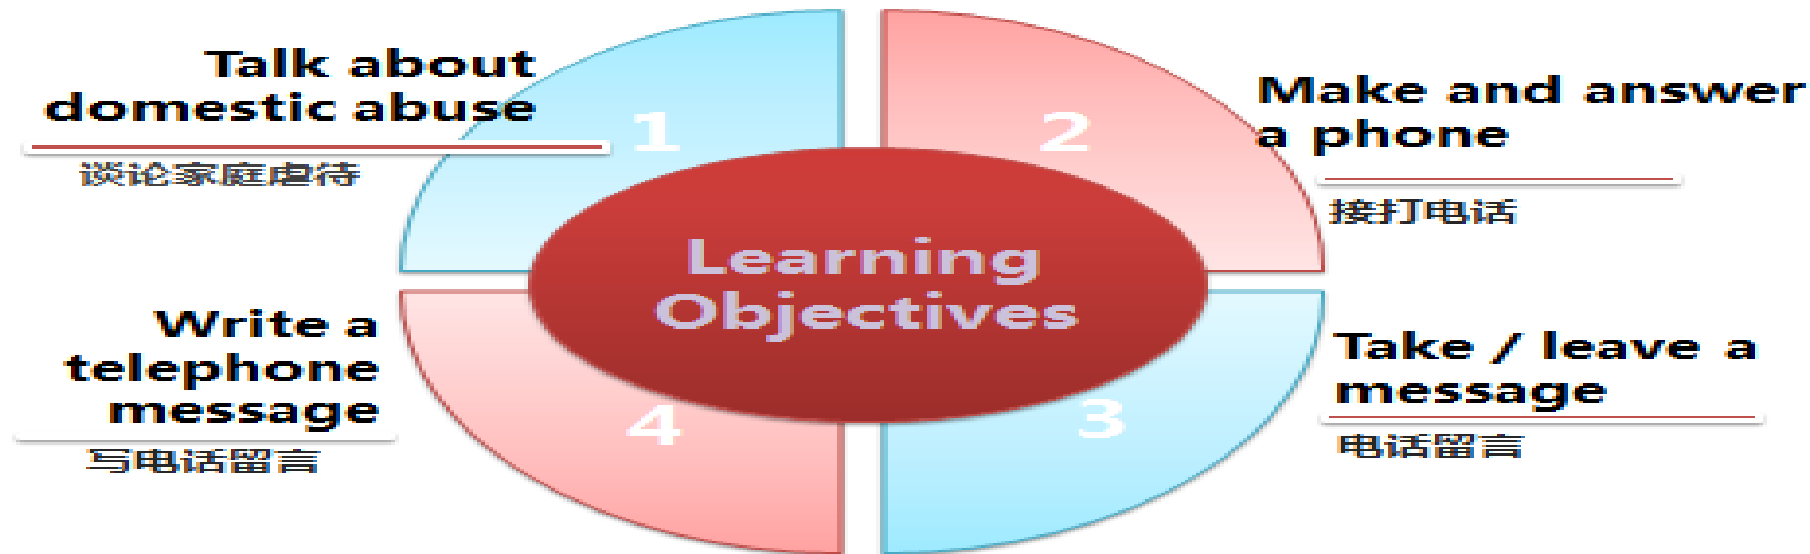 Talk about
domestic abuse
谈论家庭虐待
1
2
Make and answer
a phone
接打电话
Learning
Objectives
Write a
telephone
message
写电话留言
4
3
Take / leave a
message
电话留言